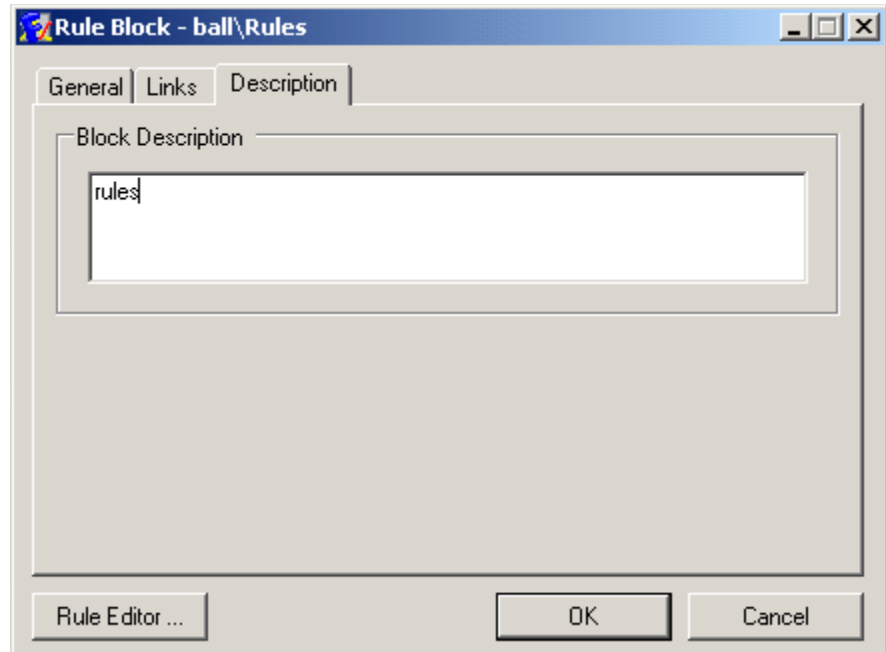 Rule Block - ball\Rules
General Links Description
Block Description
rules
Rule Editor ... OK Cancel